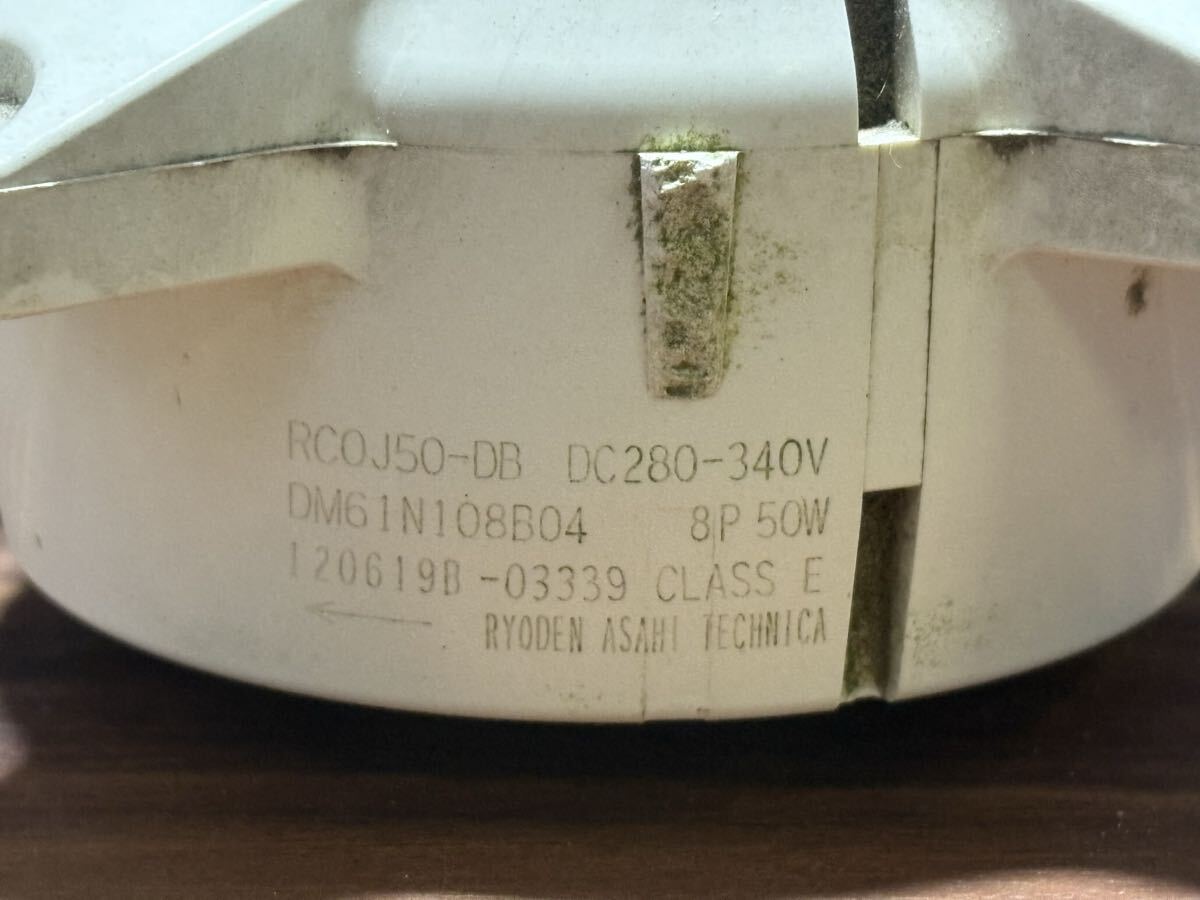 RC0J50-DB DC280-340V
DM61N108B04 8P 50W
120619B -03339 CLASS E
RYODEN ASAHI TECHNICA